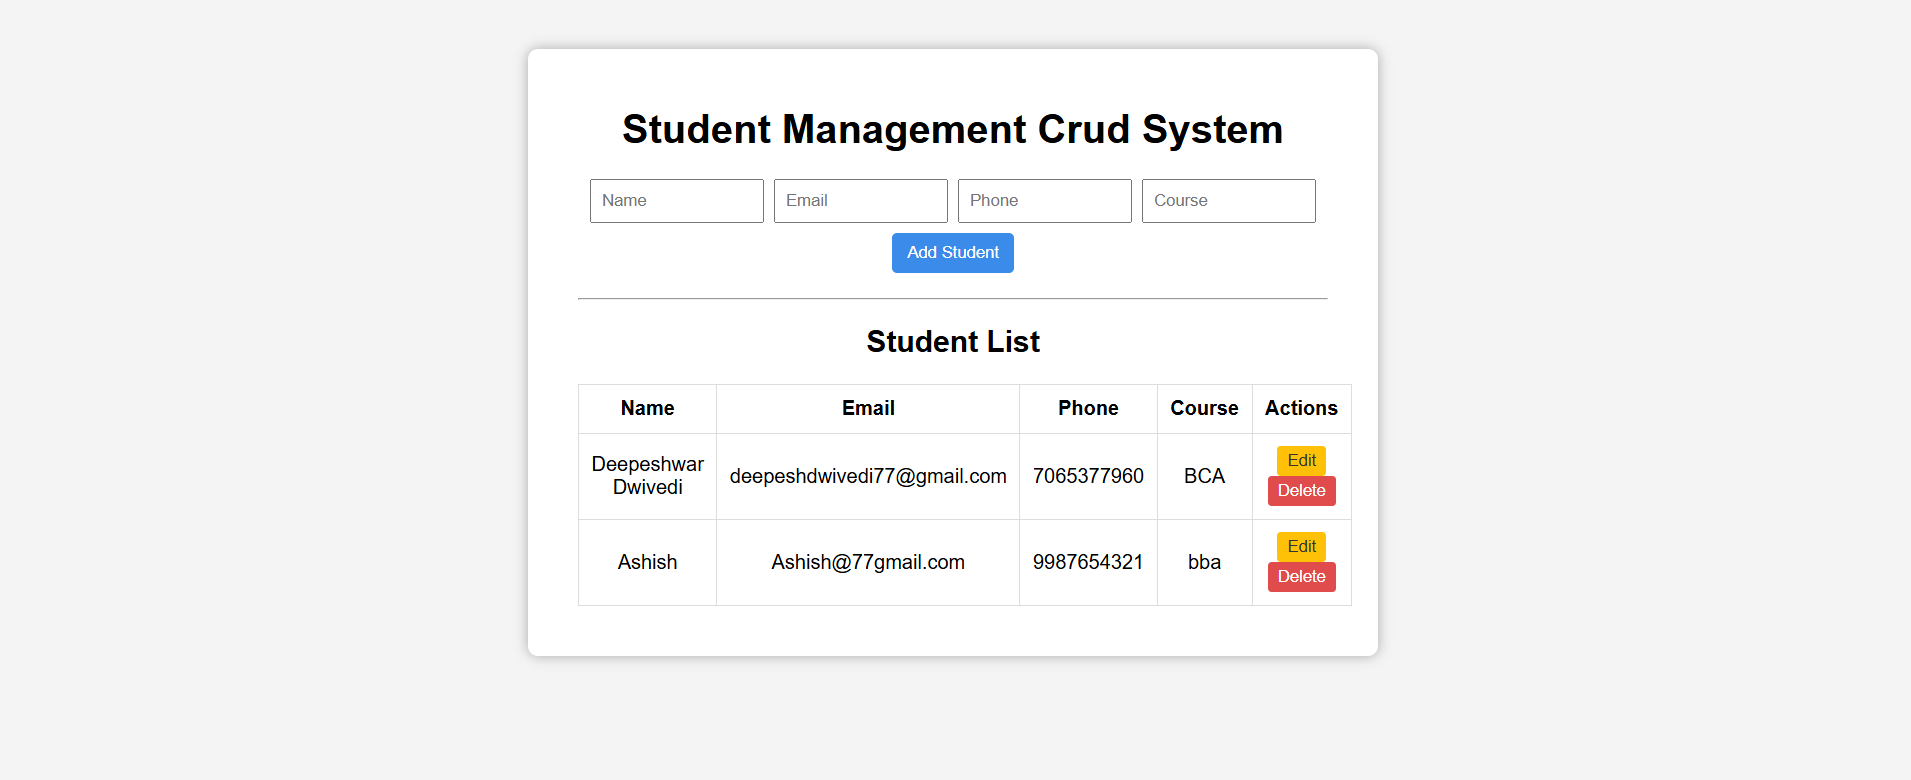 Student Management Crud System
Name Email Phone Course
Add Student
Student List
Name Email Phone Course Actions
Deepeshwar
Dwivedi
deepeshdwivedi77@gmail.com 7065377960 BCA
Edit
Delete
Ashish Ashish@77gmail.com 9987654321 bba
Edit
Delete